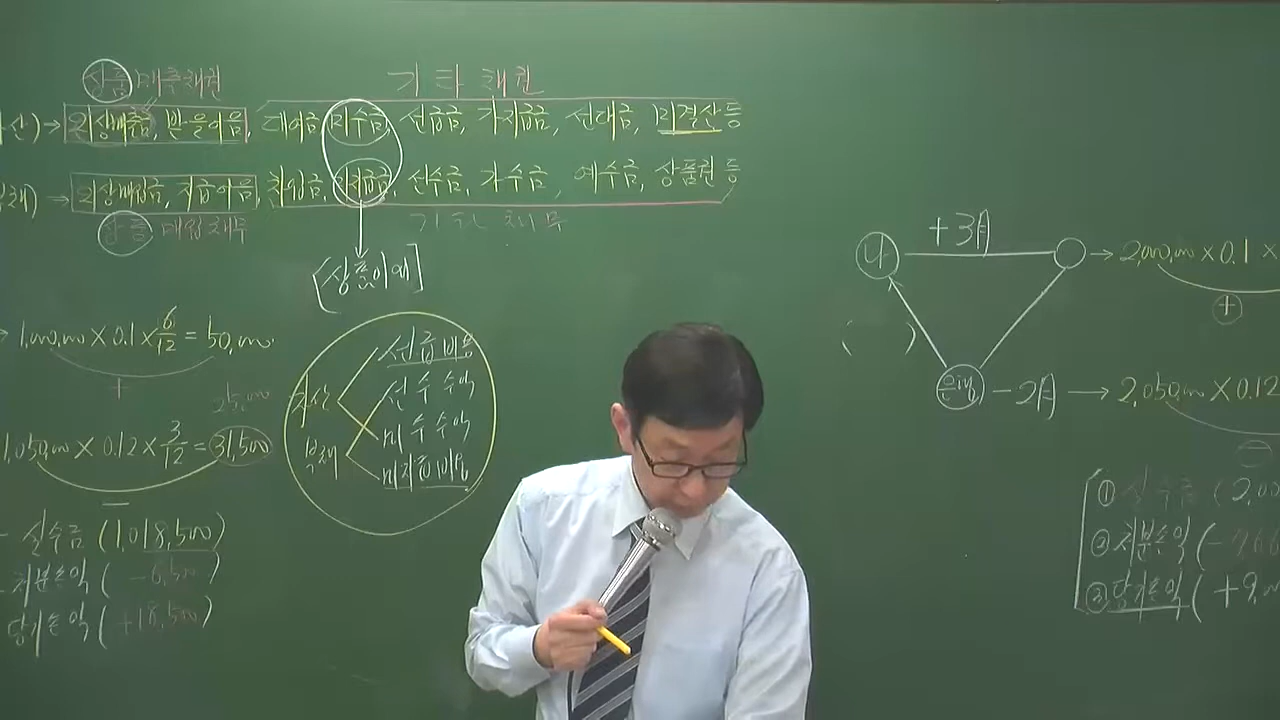 상품 매출채권
기타채권
산) → 외상매출금, 받을어음, 대여금, 미수금, 선급금, 가지급금, 선대금, 미결산 등
→ 외상매입금, 지급어음, 차입금, 미지급금, 선수금, 가수금, 예수금, 상품권 등
상품 매입채무
기타채무
[상품이외]
1,000,000 × 0.1 × 6/12 = 50,000
+
25,000
1,050,000 × 0.12 × 3/12 = 31,500
−
- 실수금 (1,018,500)
- 처분손익 ( -6,500 )
당기손익 ( +18,500 )
자산
부채
선급비용
선수수익
미수수익
미지급비용
나
+3月
→ 2,000,000 × 0.1 ×
+
( )
은행
-2月 → 2,050,000 × 0.12
−
① 실수금 ( 2,00
② 처분손익 (
③ 당기손익 ( +9,